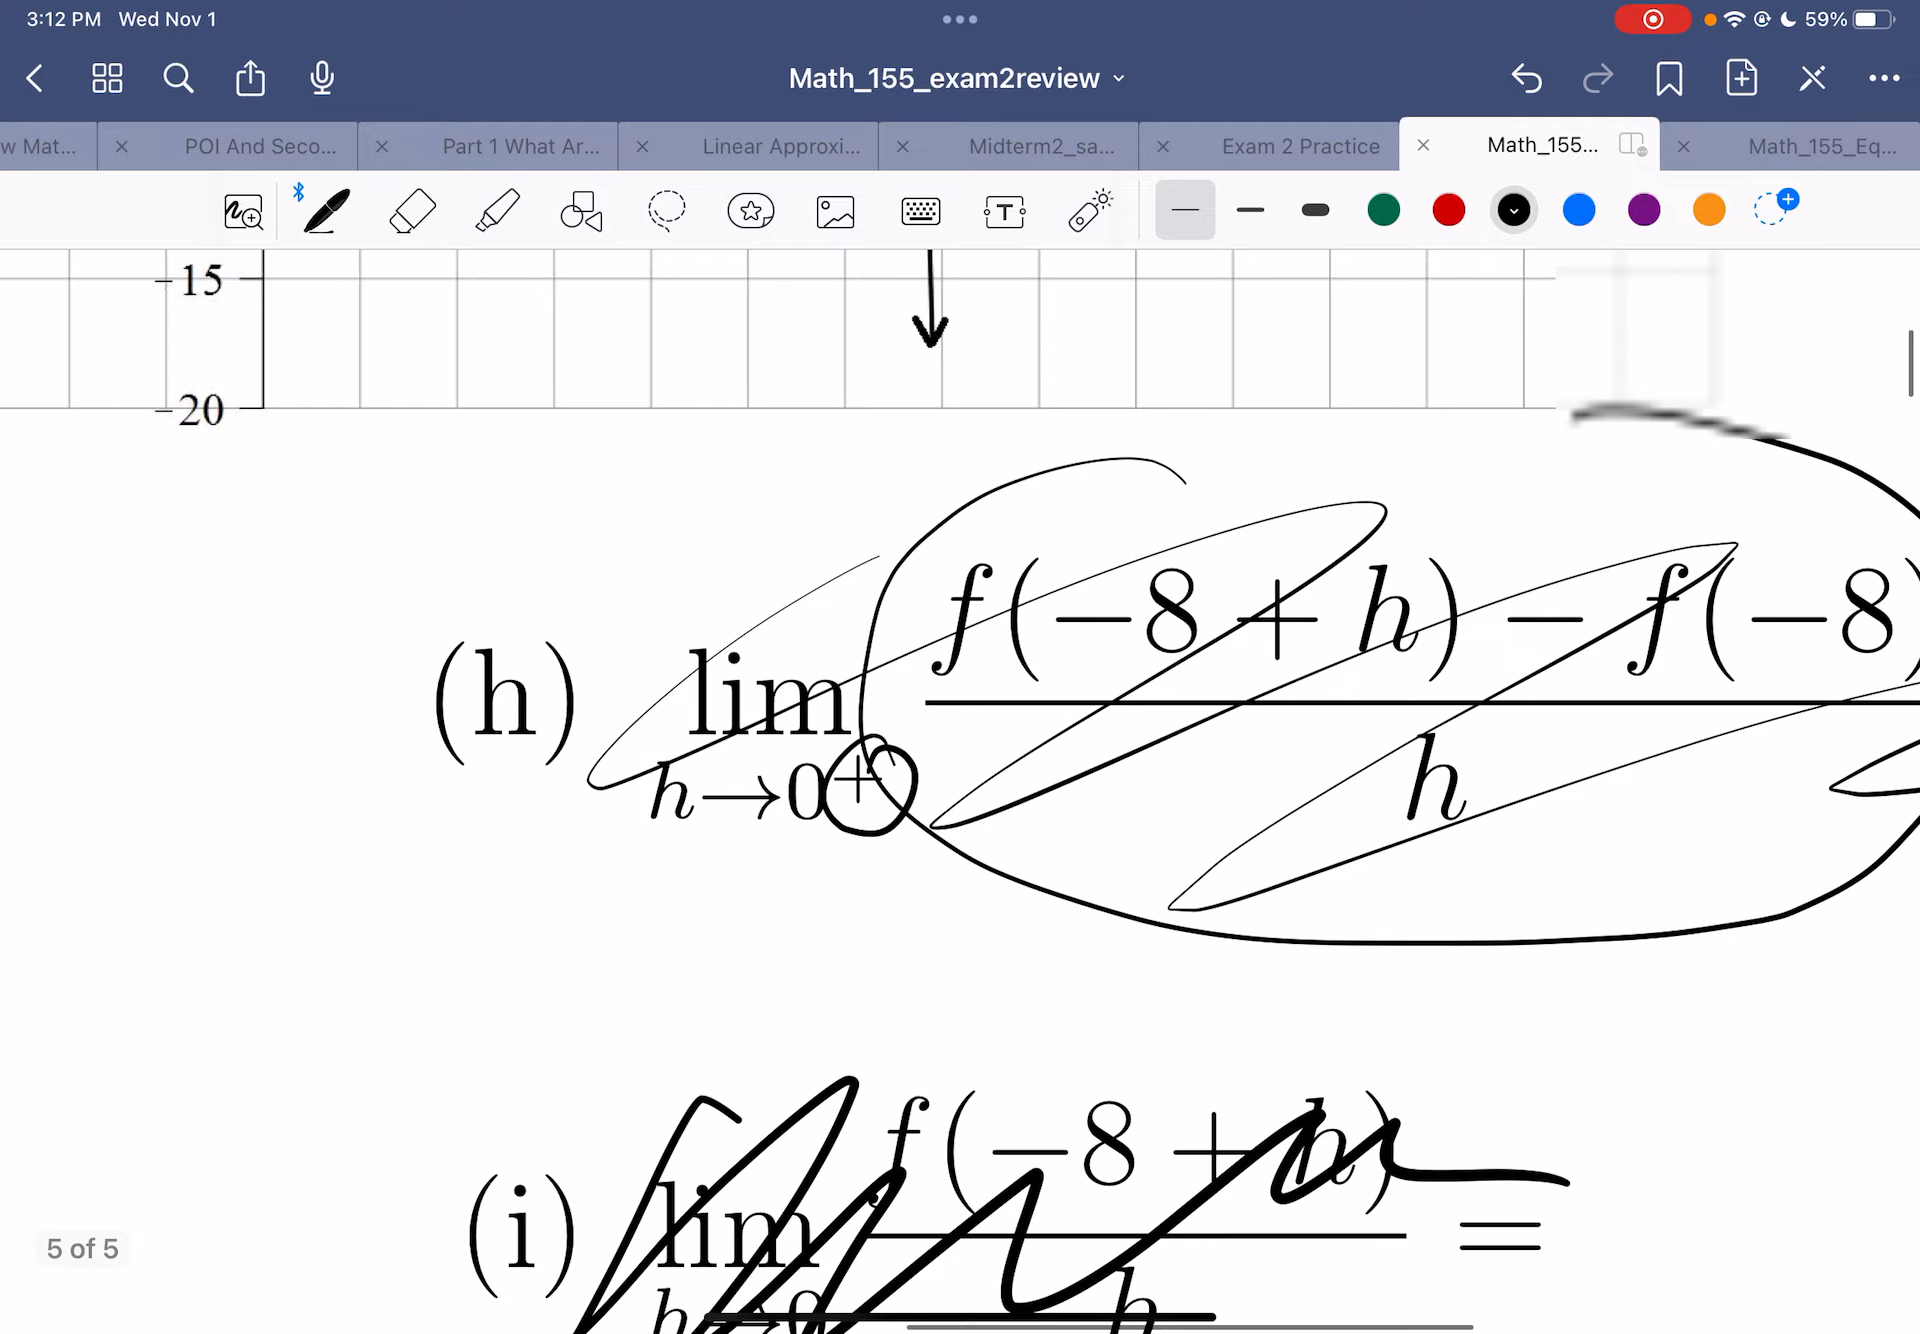 3:12 PM Wed Nov 1
59%
Math_155_exam2review
w Mat... POI And Seco... Part 1 What Ar... Linear Approxi... Midterm2_sa... Exam 2 Practice Math_155... Math_155_Eq...
T
-15
-20
f(−8 + h) − f(−8)
(h) lim
h→0+ h
f(−8 + h)
(i) lim =
h→0 h
5 of 5